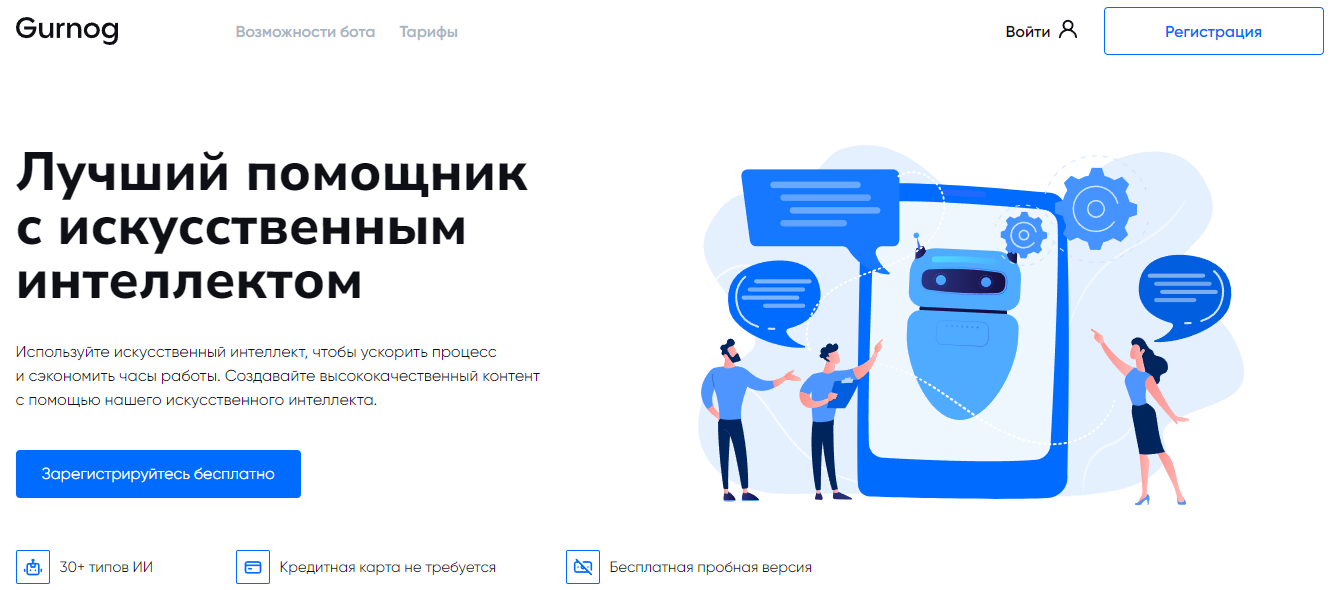 Gurnog
Возможности бота
Тарифы
Войти
Регистрация
Лучший помощник
с искусственным
интеллектом
Используйте искусственный интеллект, чтобы ускорить процесс
и сэкономить часы работы. Создавайте высококачественный контент
с помощью нашего искусственного интеллекта.
Зарегистрируйтесь бесплатно
30+ типов ИИ
Кредитная карта не требуется
Бесплатная пробная версия